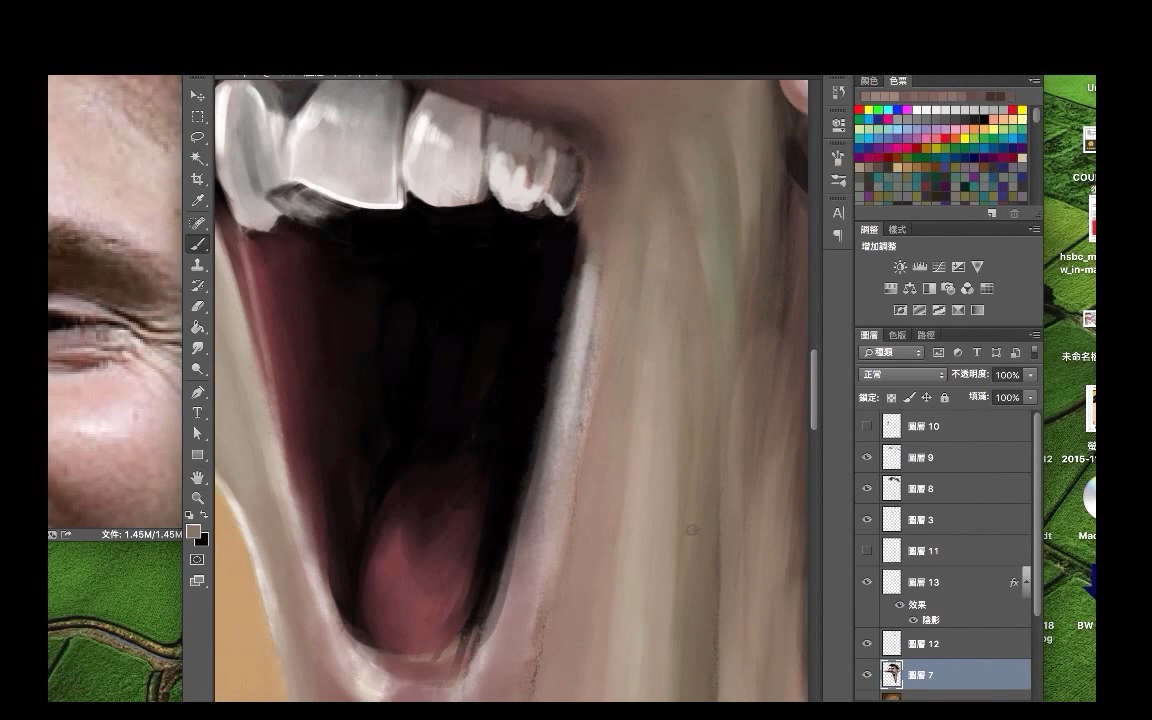 顏色 色票
調整 樣式
增加調整
圖層 色版 路徑
種類
正常 不透明度: 100%
鎖定: 填滿: 100%
圖層 10
圖層 9
圖層 8
圖層 3
圖層 11
圖層 13 fx
效果
陰影
圖層 12
圖層 7
文件: 1.45M/1.45M
COU
hsbc_m
w_in-ma
未命名
2015-1
Mac
BW